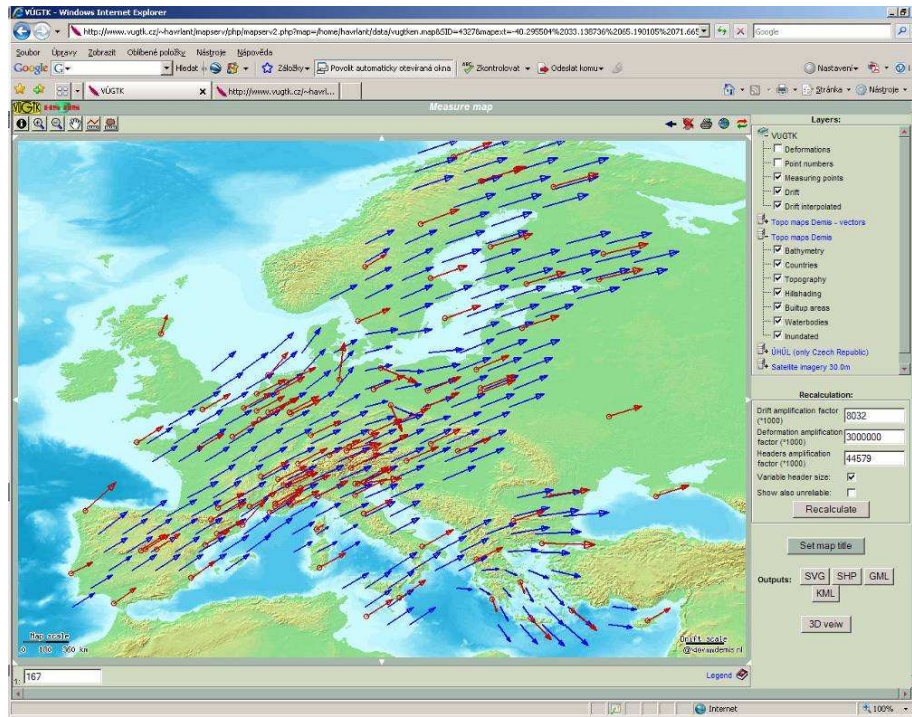 VÚGTK - Windows Internet Explorer
http://www.vugtk.cz/~havrlant/mapserv/php/mapserv2.php?map=/home/havrlant/data/vugtken.map&SID=4327&mapext=-40.295504%2033.138736%2065.190105%2071.665
Google
Soubor Úpravy Zobrazit Oblíbené položky Nástroje Nápověda
Google G Hledat Záložky Povolit automaticky otevíraná okna Zkontrolovat Odeslat komu Nastavení
VÚGTK http://www.vugtk.cz/~havrl... Stránka Nástroje
Measure map
Layers:
VUGTK
Deformations
Point numbers
Measuring points
Drift
Drift interpolated
Topo maps Demis - vectors
Topo maps Demis
Bathymetry
Countries
Topography
Hillshading
Builtup areas
Waterbodies
Inundated
ÚHÚL (only Czech Republic)
Satellite imagery 30.0m
Recalculation:
Drift amplification factor (*1000) 8032
Deformation amplification factor (*1000) 3000000
Headers amplification factor (*1000) 44579
Variable header size:
Show also unrelable:
Recalculate
Set map title
Outputs: SVG SHP GML
KML
3D veiw
Map scale
0 180 360 km
Drift scale
1: 167
Legend
Internet 100%